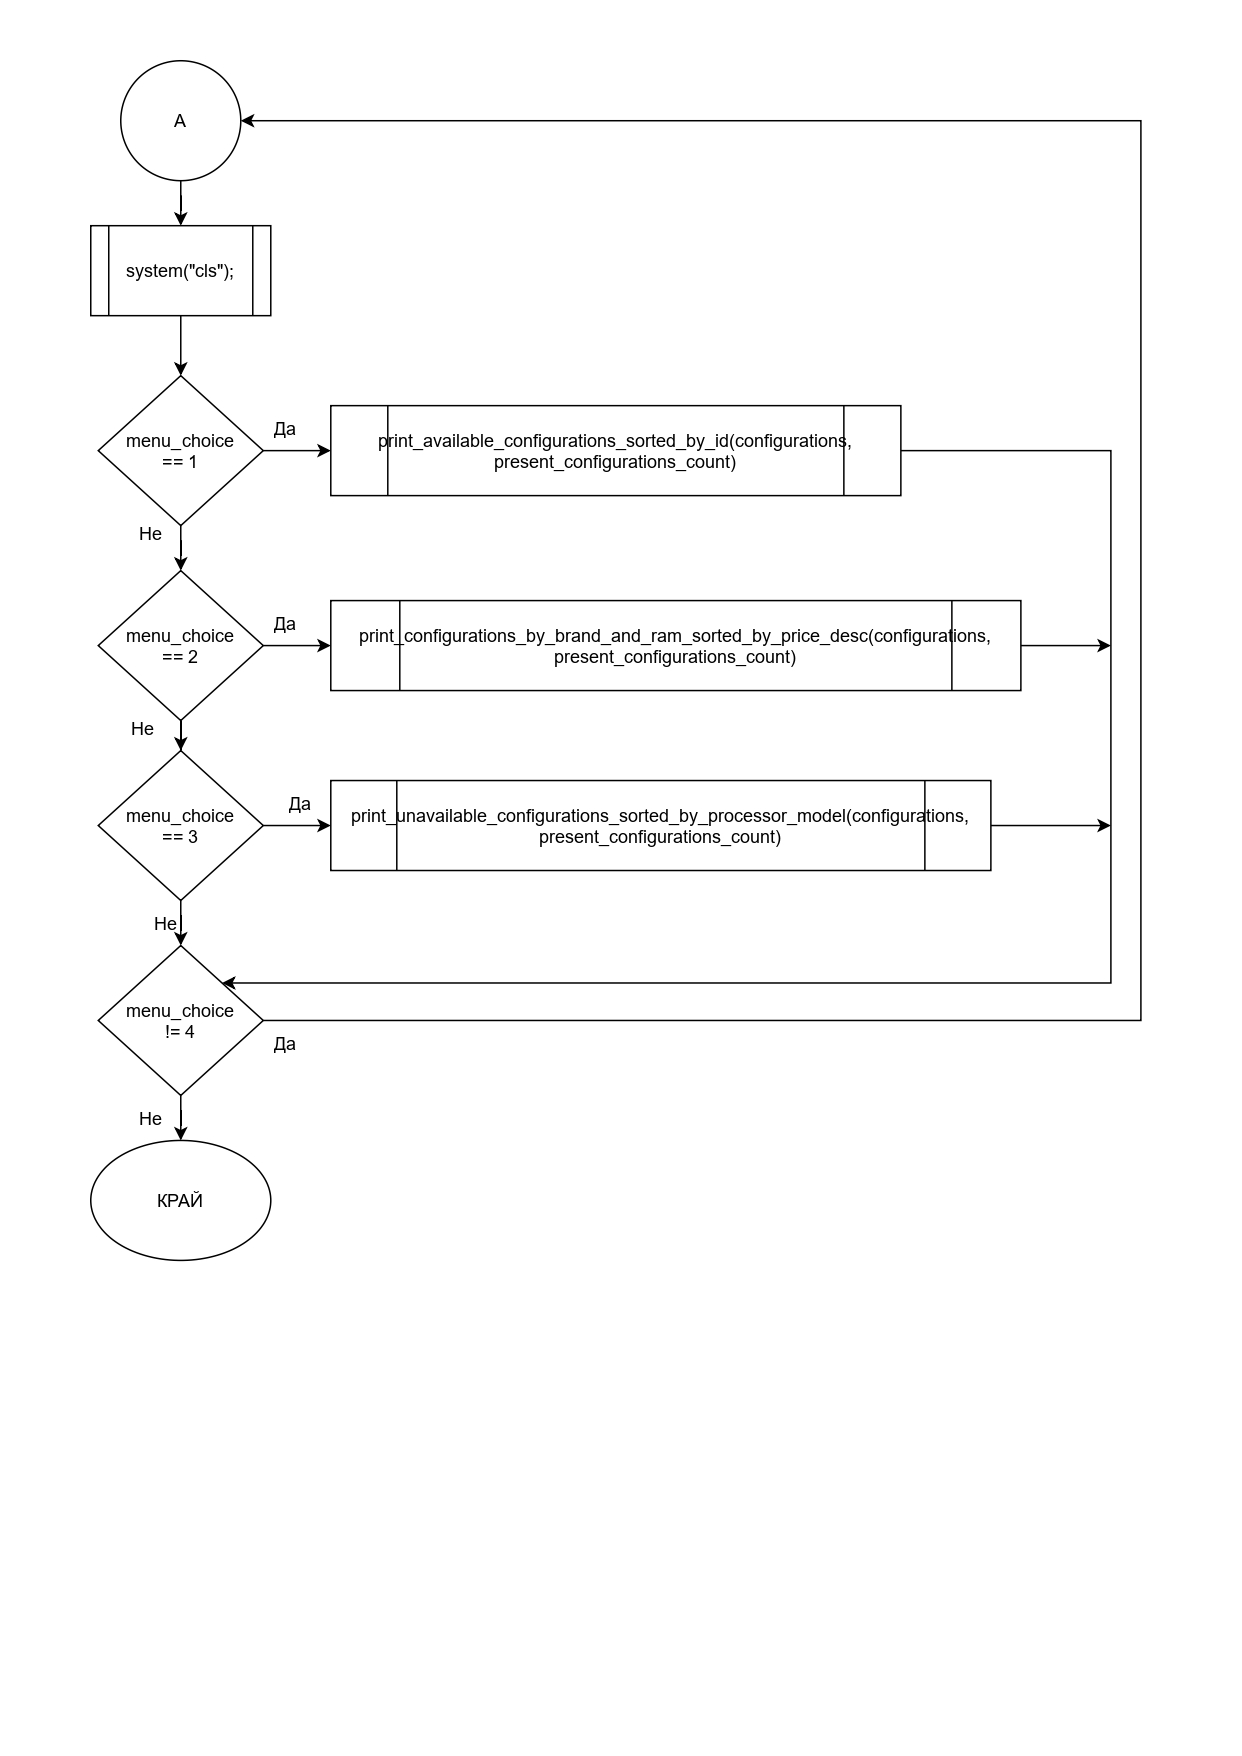 A
system("cls");
menu_choice
== 1
Да
print_available_configurations_sorted_by_id(configurations,
present_configurations_count)
Не
menu_choice
== 2
Да
print_configurations_by_brand_and_ram_sorted_by_price_desc(configurations,
present_configurations_count)
Не
menu_choice
== 3
Да
print_unavailable_configurations_sorted_by_processor_model(configurations,
present_configurations_count)
Не
menu_choice
!= 4
Да
Не
КРАЙ